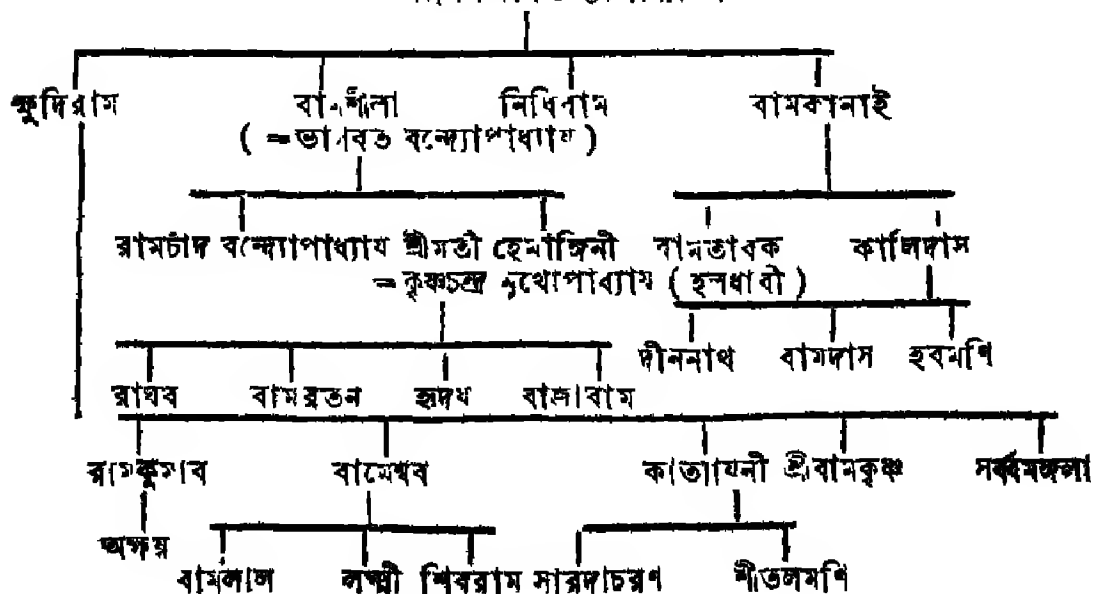 ক্ষুদিরাম রামশীলা নিধিরাম রামকানাই
( = ভাগবত বন্দ্যোপাধ্যায় )
রামচাঁদ বন্দ্যোপাধ্যায় শ্রীমতী হেমাঙ্গিনী রামতারক কালিদাস
= কৃষ্ণচন্দ্র মুখোপাধ্যায় ( হলধারী )
দীননাথ রামদাস হরমণি
রাঘব রামরতন হৃদয় রাজারাম
রামকুমার রামেশ্বর কাত্যায়নী শ্রীরামকৃষ্ণ সর্ব্বমঙ্গলা
অক্ষয়
রামলাল লক্ষ্মী শিবরাম সারদাচরণ শীতলমণি